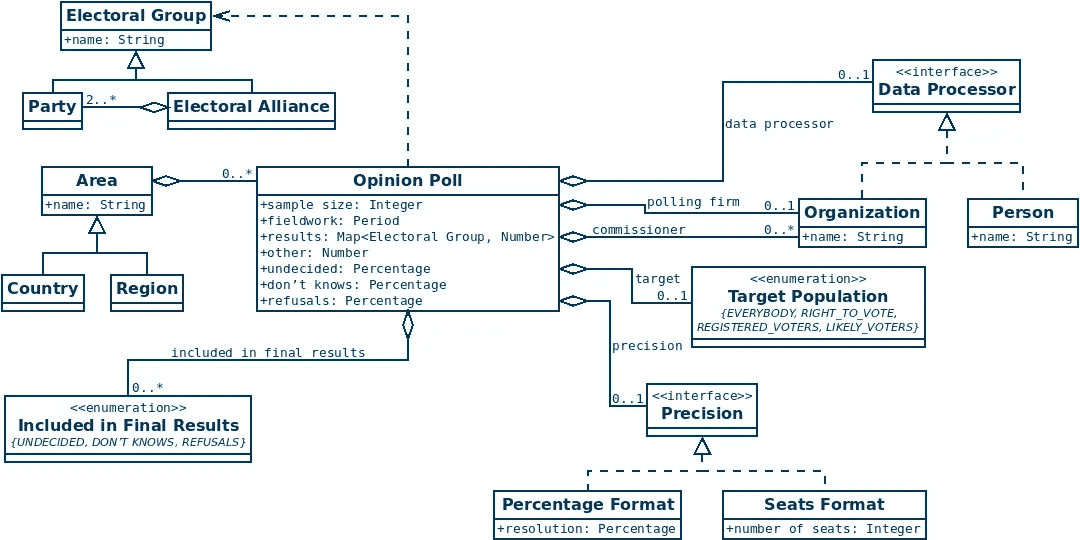 Electoral Group
+name: String
Party
2..*
Electoral Alliance
0..1
<<interface>>
Data Processor
data processor
Area
+name: String
0..*
Opinion Poll
+sample size: Integer
+fieldwork: Period
+results: Map<Electoral Group, Number>
+other: Number
+undecided: Percentage
+don't knows: Percentage
+refusals: Percentage
polling firm
0..1
commissioner
0..*
Organization
+name: String
Person
+name: String
Country
Region
target
0..1
<<enumeration>>
Target Population
{EVERYBODY, RIGHT_TO_VOTE,
REGISTERED_VOTERS, LIKELY_VOTERS}
included in final results
0..*
precision
0..1
<<enumeration>>
Included in Final Results
{UNDECIDED, DON'T KNOWS, REFUSALS}
<<interface>>
Precision
Percentage Format
+resolution: Percentage
Seats Format
+number of seats: Integer